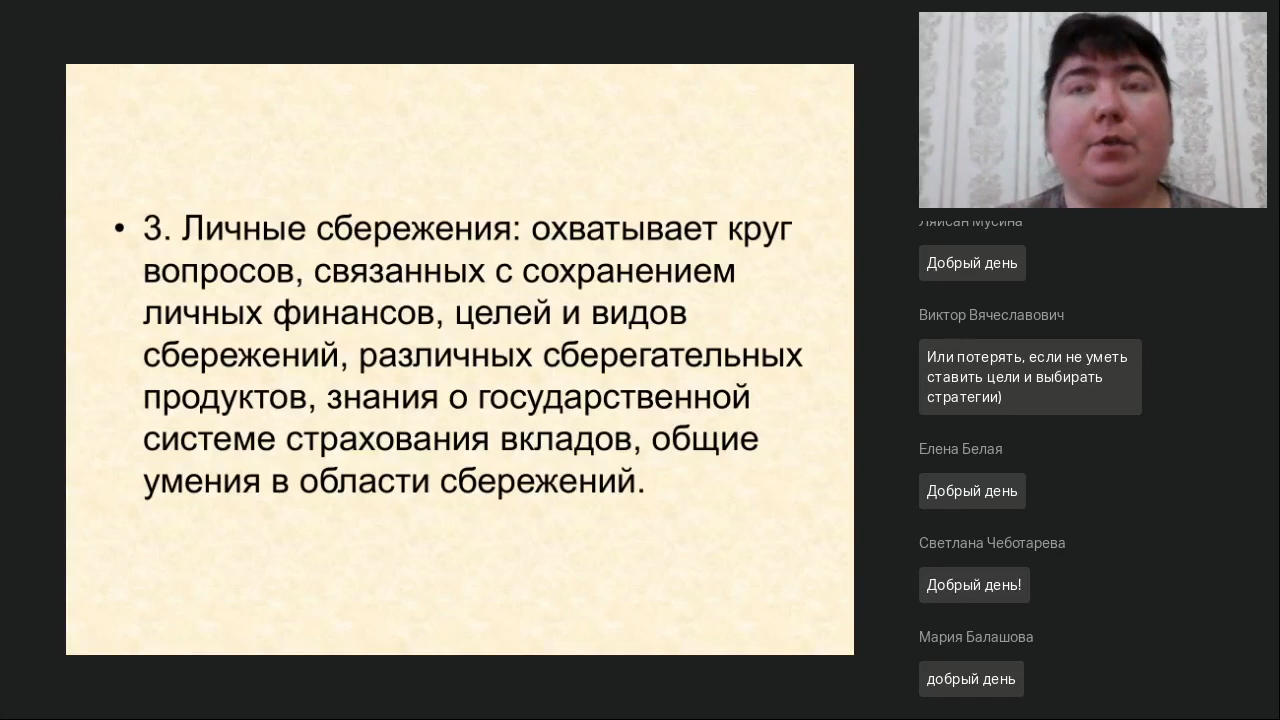 • 3. Личные сбережения: охватывает круг
вопросов, связанных с сохранением
личных финансов, целей и видов
сбережений, различных сберегательных
продуктов, знания о государственной
системе страхования вкладов, общие
умения в области сбережений.
Ляйсан Мусина
Добрый день
Виктор Вячеславович
Или потерять, если не уметь
ставить цели и выбирать
стратегии)
Елена Белая
Добрый день
Светлана Чеботарева
Добрый день!
Мария Балашова
добрый день